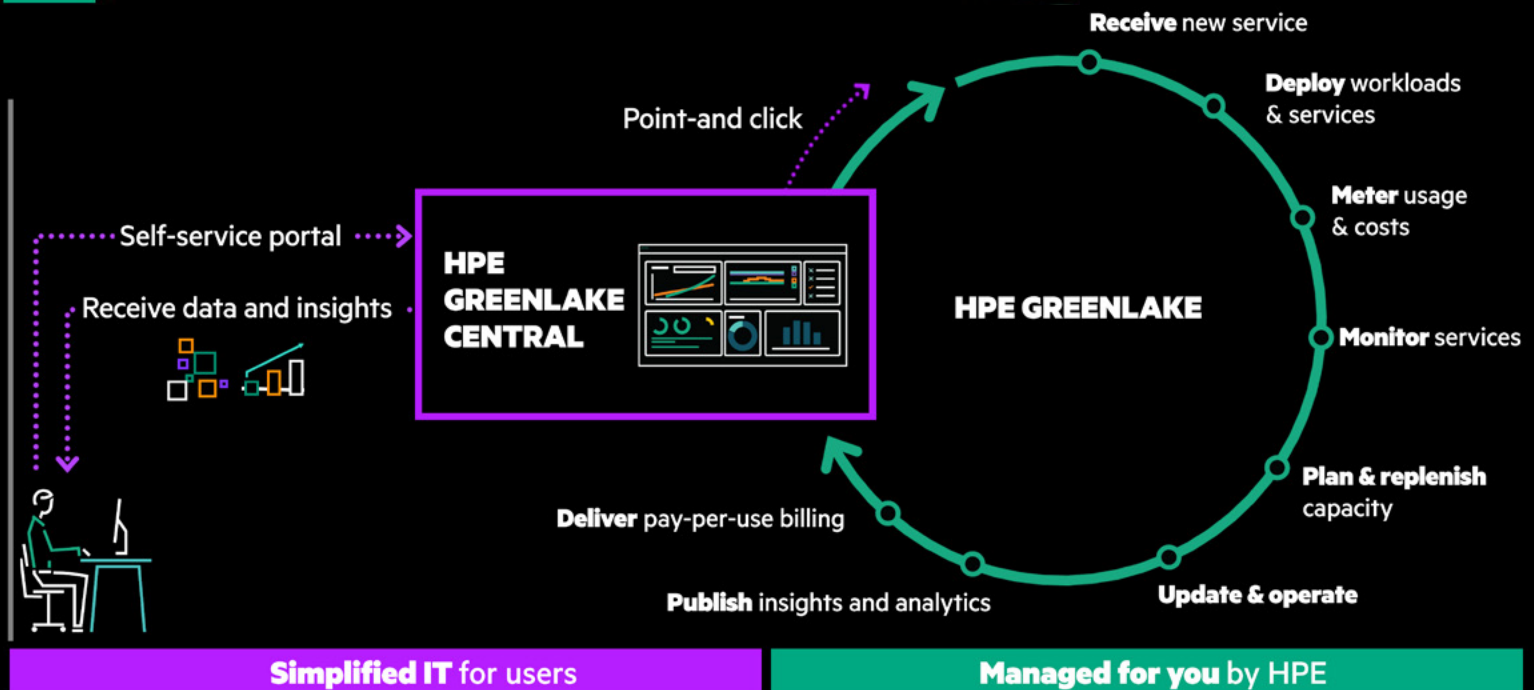 Receive new service
Deploy workloads
& services
Point-and click
Meter usage
& costs
Self-service portal
HPE
GREENLAKE
CENTRAL
Receive data and insights
HPE GREENLAKE
Monitor services
Plan & replenish
capacity
Deliver pay-per-use billing
Update & operate
Publish insights and analytics
Simplified IT for users
Managed for you by HPE